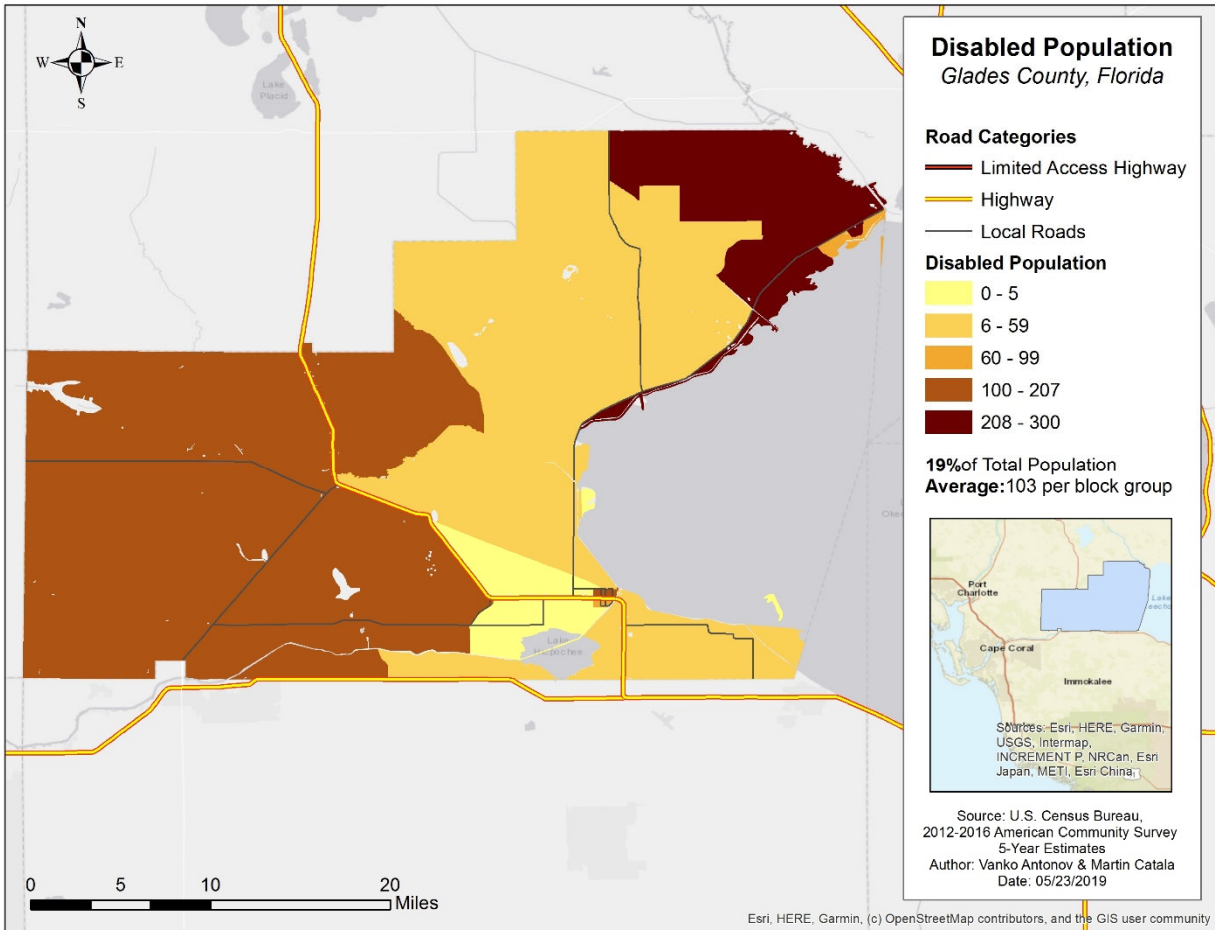 N
W
E
S
Lake
Placid
Lake
Hicpochee
0
5
10
20
Miles
Disabled Population
Glades County, Florida
Road Categories
Limited Access Highway
Highway
Local Roads
Disabled Population
0 - 5
6 - 59
60 - 99
100 - 207
208 - 300
19%of Total Population
Average:103 per block group
Port
Charlotte
Cape Coral
Immokalee
Sources: Esri, HERE, Garmin,
USGS, Intermap,
INCREMENT P, NRCan, Esri
Japan, METI, Esri China
Source: U.S. Census Bureau,
2012-2016 American Community Survey
5-Year Estimates
Author: Vanko Antonov & Martin Catala
Date: 05/23/2019
Esri, HERE, Garmin, (c) OpenStreetMap contributors, and the GIS user community